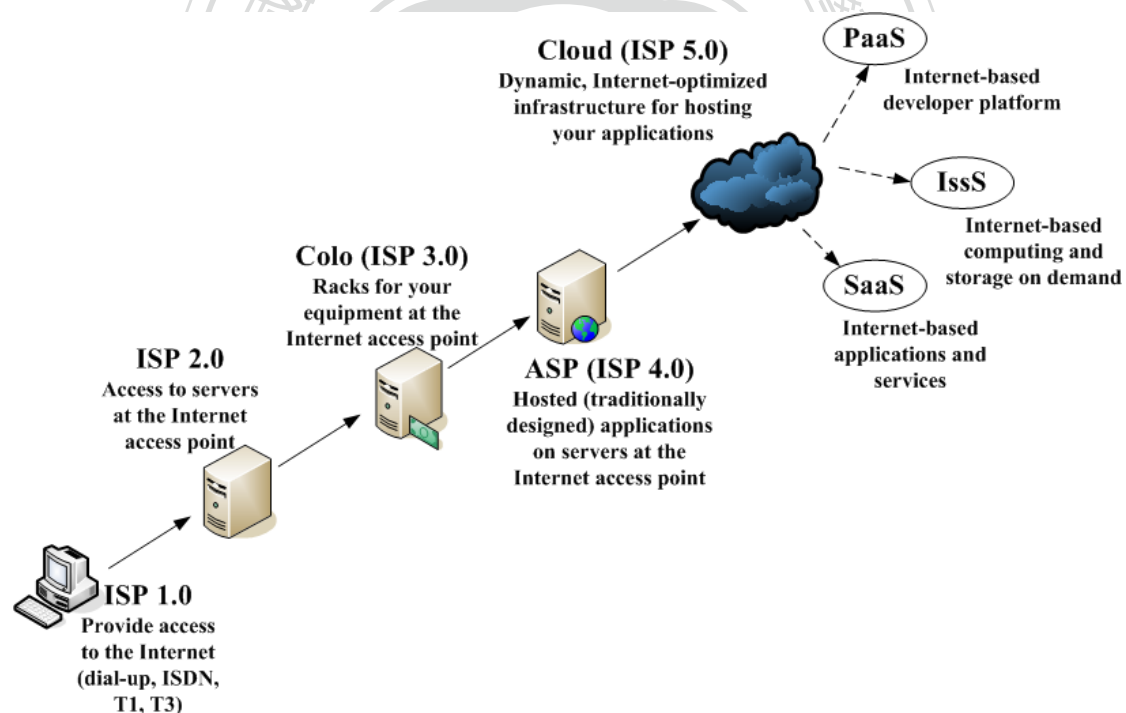 Cloud (ISP 5.0)
Dynamic, Internet-optimized
infrastructure for hosting
your applications
PaaS
Internet-based
developer platform
IssS
Internet-based
computing and
storage on demand
SaaS
Internet-based
applications and
services
Colo (ISP 3.0)
Racks for your
equipment at the
Internet access point
ASP (ISP 4.0)
Hosted (traditionally
designed) applications
on servers at the
Internet access point
ISP 2.0
Access to servers
at the Internet
access point
ISP 1.0
Provide access
to the Internet
(dial-up, ISDN,
T1, T3)